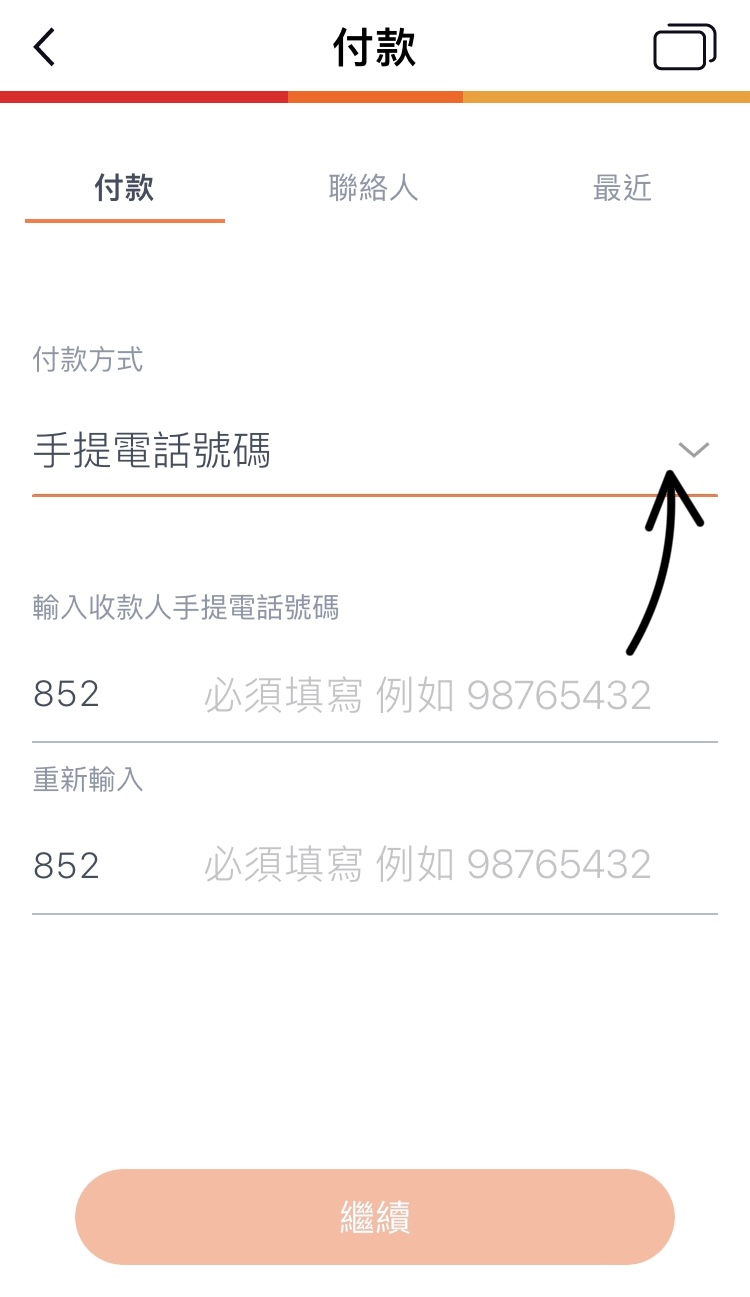 付款
付款 聯絡人 最近
付款方式
手提電話號碼
輸入收款人手提電話號碼
852 必須填寫 例如 98765432
重新輸入
852 必須填寫 例如 98765432
繼續